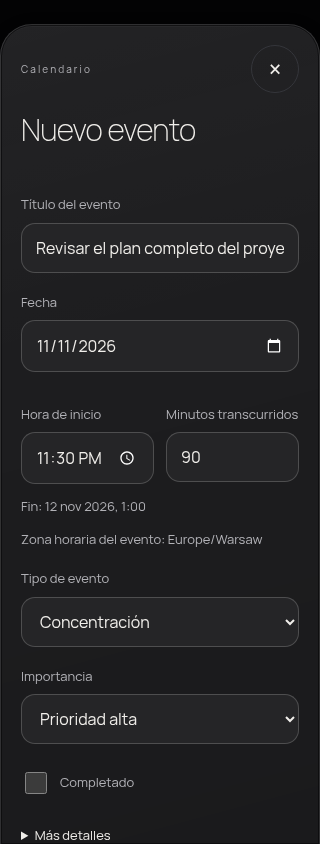 Calendario
Nuevo evento
Título del evento
Revisar el plan completo del proye
Fecha
11/11/2026
Hora de inicio
Minutos transcurridos
11:30 PM
90
Fin: 12 nov 2026, 1:00
Zona horaria del evento: Europe/Warsaw
Tipo de evento
Concentración
Importancia
Prioridad alta
Completado
Más detalles